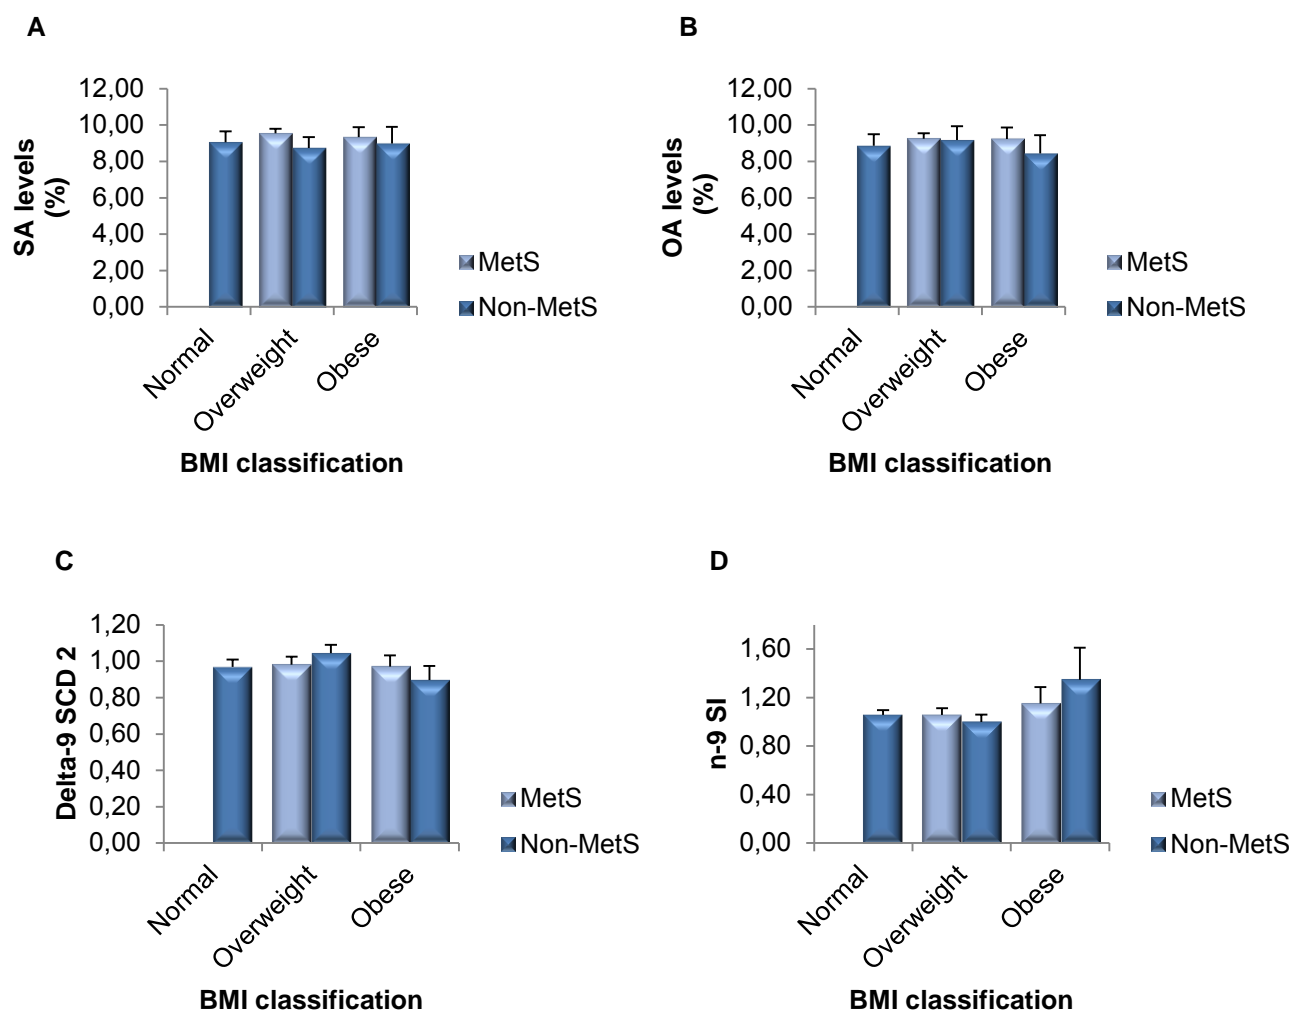 A
SA levels
(%)
12,00
10,00
8,00
6,00
4,00
2,00
0,00
Normal
Overweight
Obese
BMI classification
MetS
Non-MetS
B
OA levels
(%)
12,00
10,00
8,00
6,00
4,00
2,00
0,00
Normal
Overweight
Obese
BMI classification
MetS
Non-MetS
C
Delta-9 SCD 2
1,20
1,00
0,80
0,60
0,40
0,20
0,00
Normal
Overweight
Obese
BMI classification
MetS
Non-MetS
D
n-9 SI
1,60
1,20
0,80
0,40
0,00
Normal
Overweight
Obese
BMI classification
MetS
Non-MetS